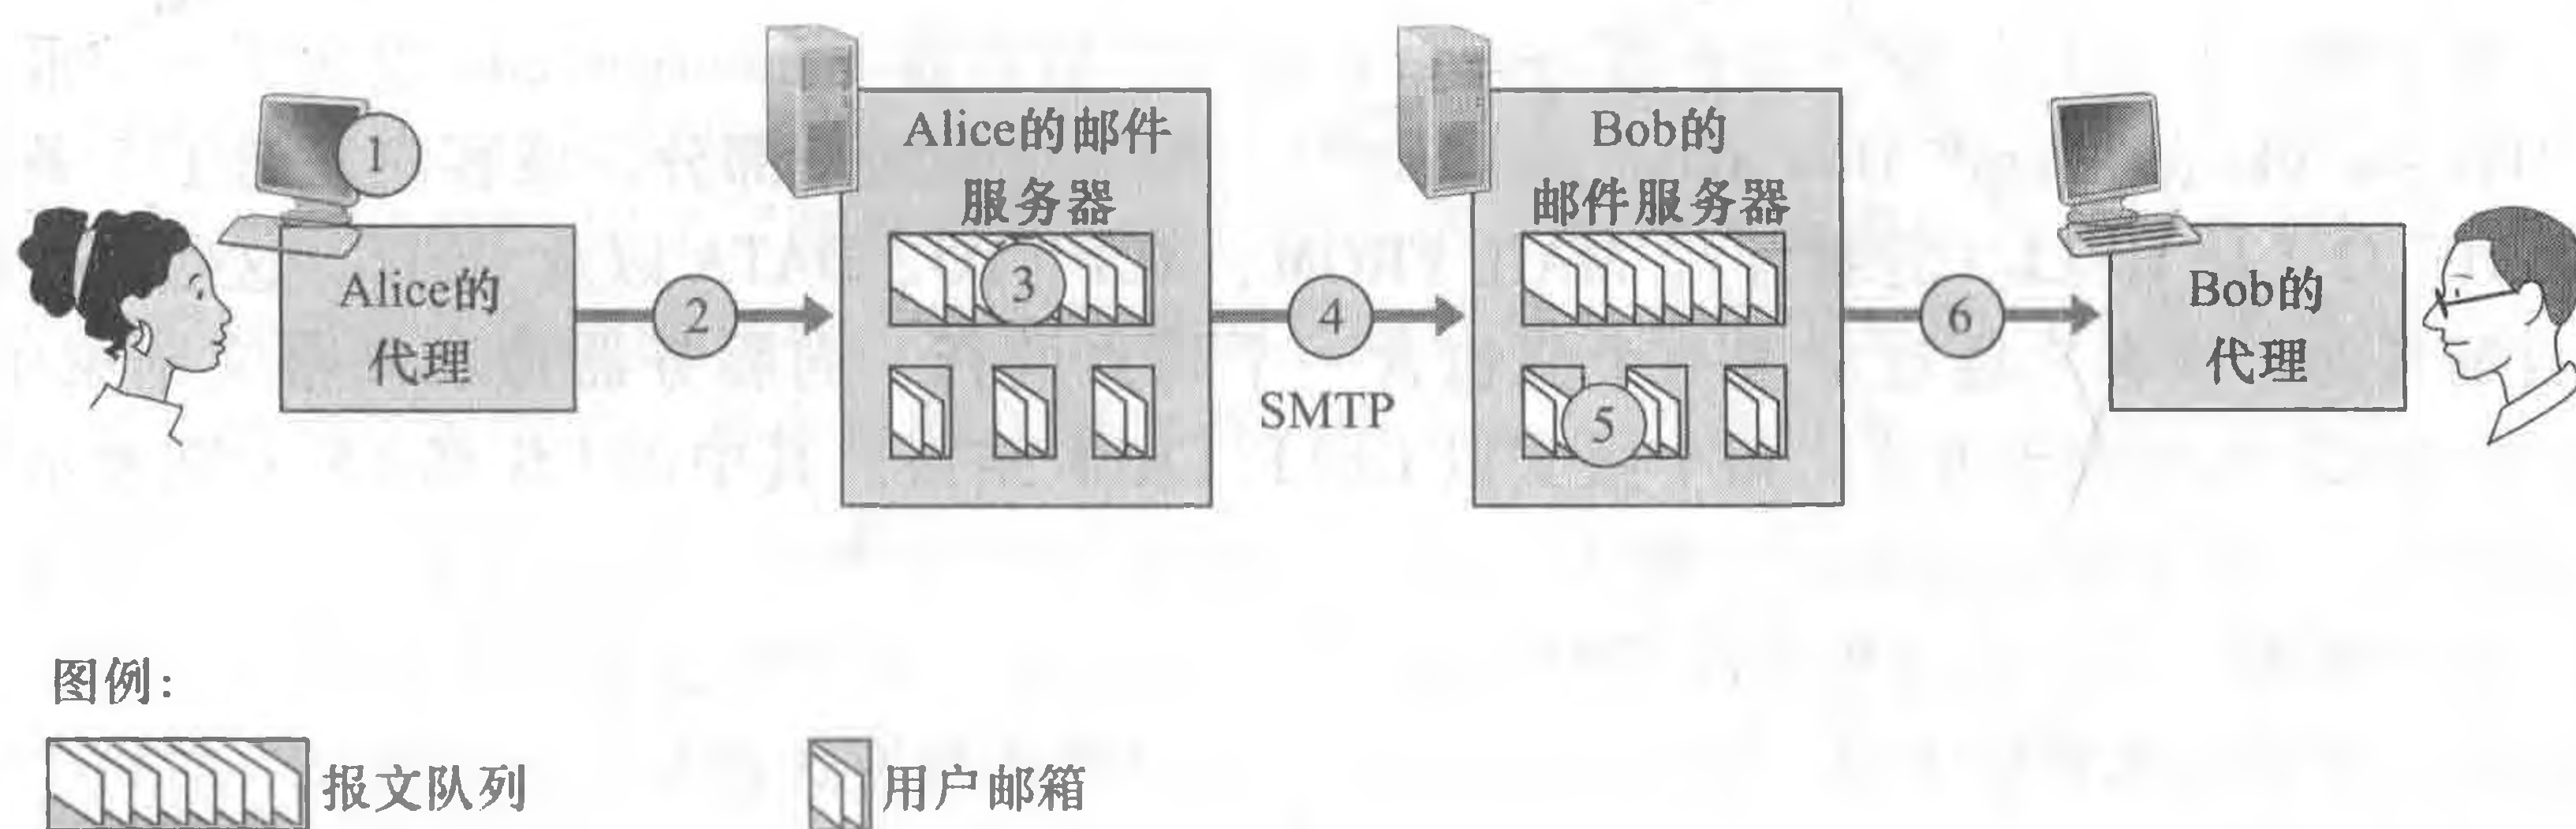 1
Alice的
代理
2
Alice的邮件
服务器
3
4
SMTP
Bob的
邮件服务器
5
6
Bob的
代理
图例:
报文队列
用户邮箱